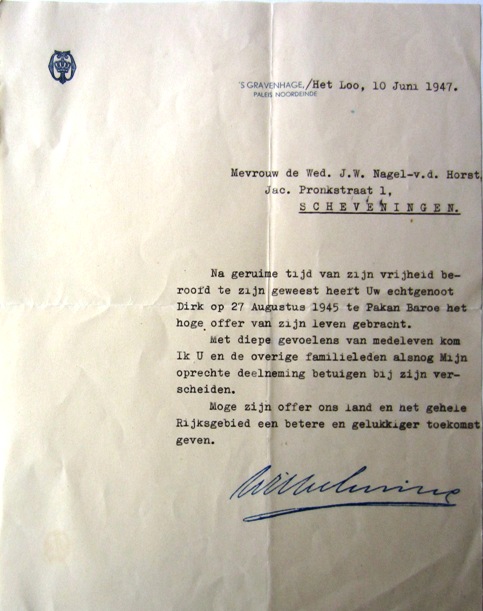 'S GRAVENHAGE,/Het Loo, 10 Juni 1947.
PALEIS NOORDEINDE
Mevrouw de Wed. J.W. Nagel-v.d. Horst,
Jac. Pronkstraat 1,
S C H E V E N I N G E N.
Na geruime tijd van zijn vrijheid be-
roofd te zijn geweest heeft Uw echtgenoot
Dirk op 27 Augustus 1945 te Pakan Baroe het
hoge offer van zijn leven gebracht.
Met diepe gevoelens van medeleven kom
Ik U en de overige familieleden alsnog Mijn
oprechte deelneming betuigen bij zijn ver-
scheiden.
Moge zijn offer ons land en het gehele
Rijksgebied een betere en gelukkiger toekomst
geven.
Wilhelmina